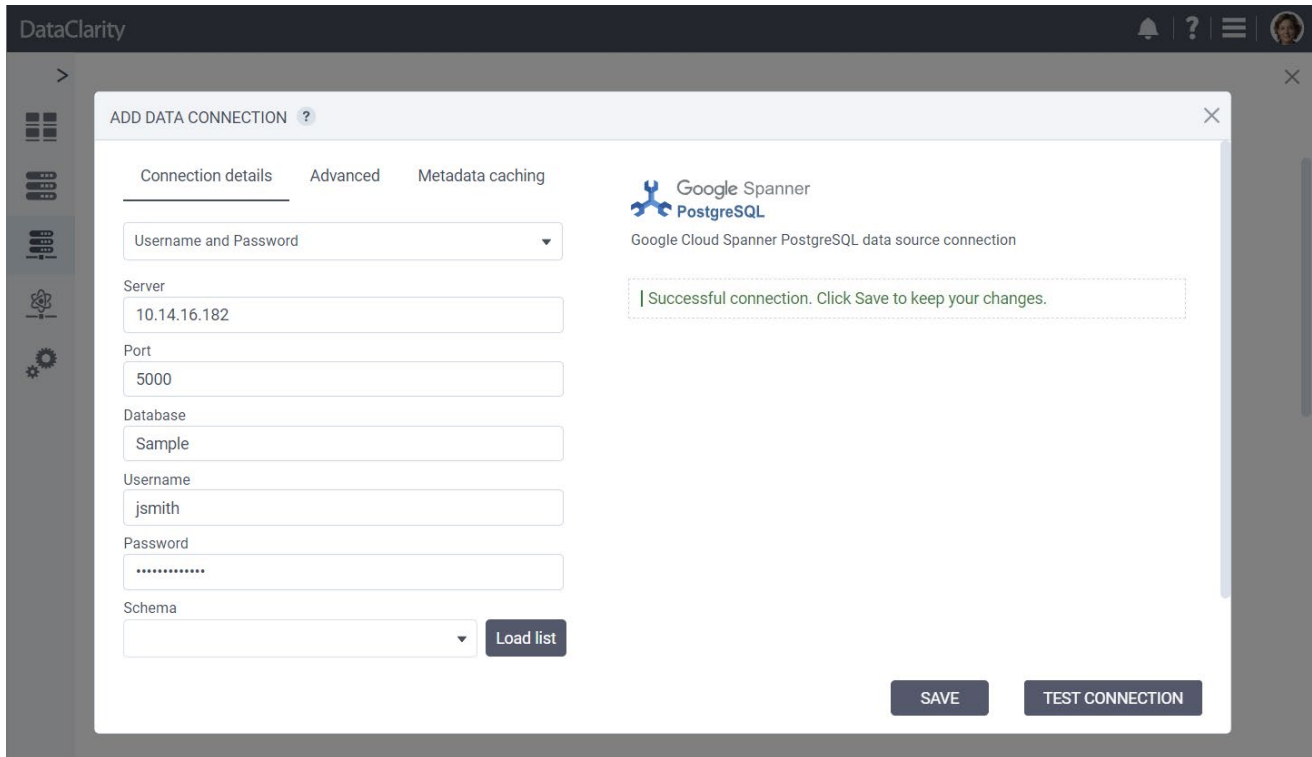 DataClarity
?
>
ADD DATA CONNECTION ?
Connection details Advanced Metadata caching
Username and Password
Server
10.14.16.182
Port
5000
Database
Sample
Username
jsmith
Password
•••••••••••••
Schema
Load list
Google Spanner
PostgreSQL
Google Cloud Spanner PostgreSQL data source connection
Successful connection. Click Save to keep your changes.
SAVE TEST CONNECTION